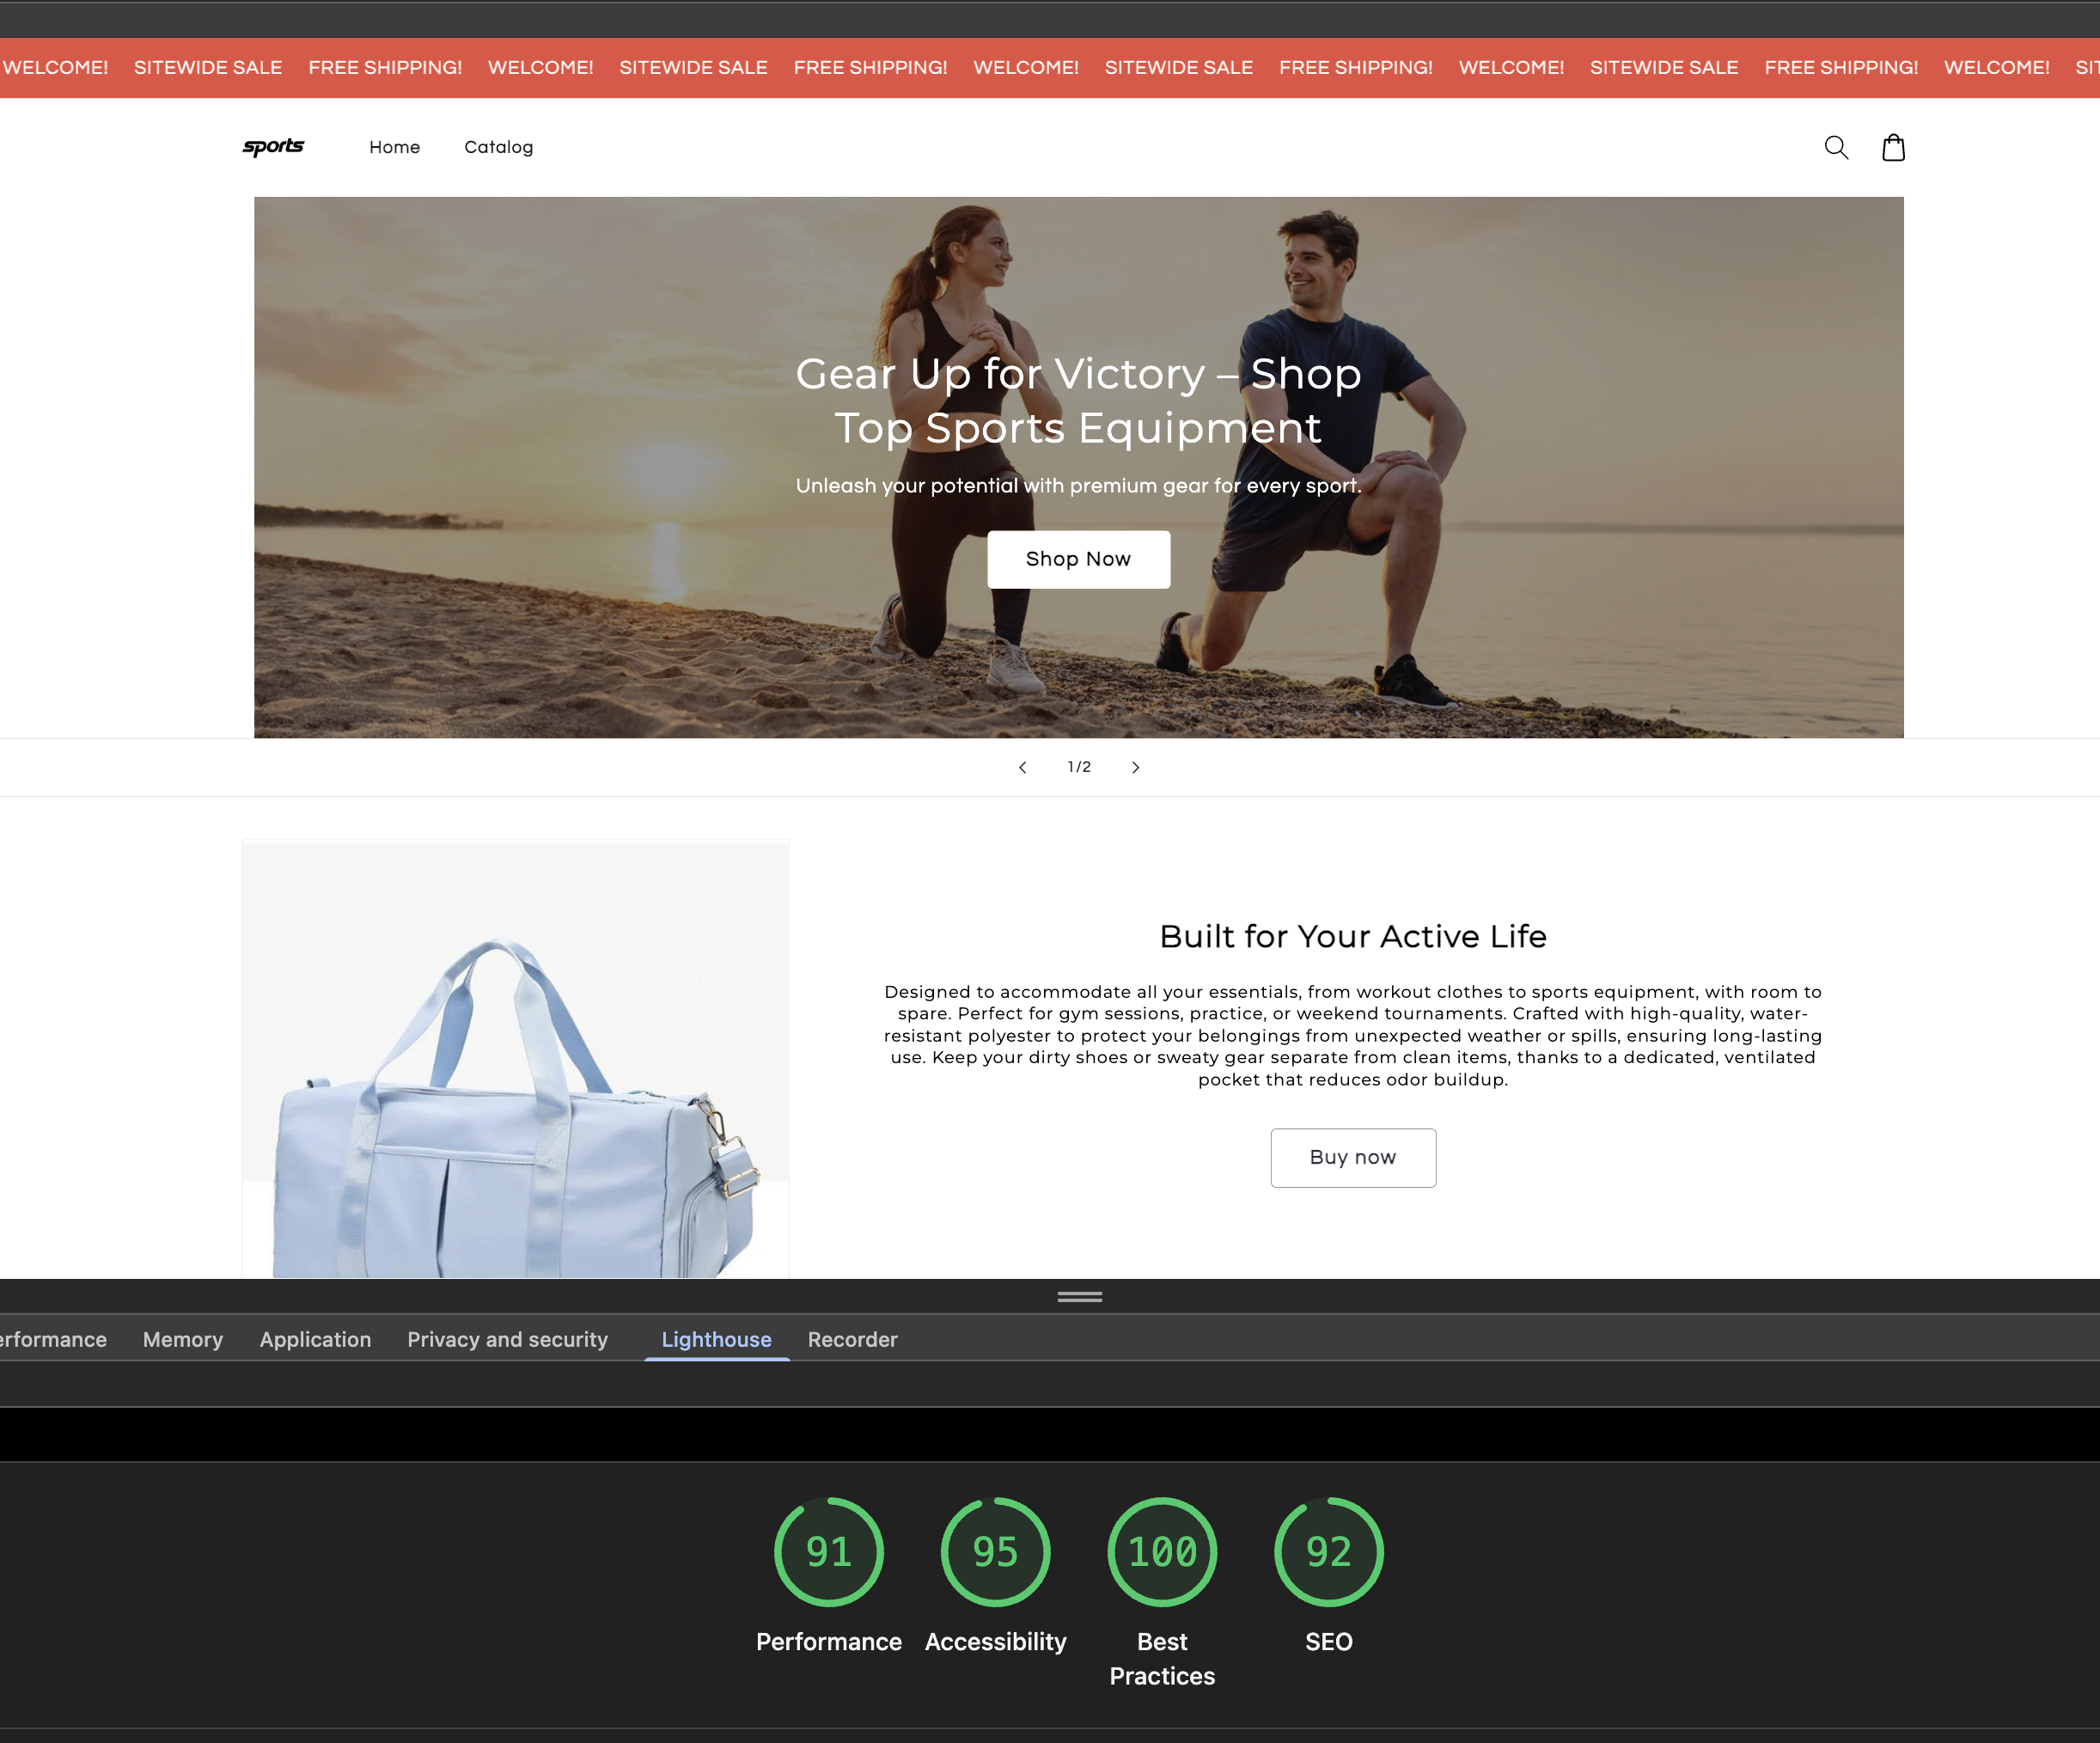 WELCOME! SITEWIDE SALE FREE SHIPPING! WELCOME! SITEWIDE SALE FREE SHIPPING! WELCOME! SITEWIDE SALE FREE SHIPPING! WELCOME! SITEWIDE SALE FREE SHIPPING! WELCOME! SIT
sports Home Catalog
Gear Up for Victory – Shop
Top Sports Equipment
Unleash your potential with premium gear for every sport.
Shop Now
1/2
Built for Your Active Life
Designed to accommodate all your essentials, from workout clothes to sports equipment, with room to
spare. Perfect for gym sessions, practice, or weekend tournaments. Crafted with high-quality, water-
resistant polyester to protect your belongings from unexpected weather or spills, ensuring long-lasting
use. Keep your dirty shoes or sweaty gear separate from clean items, thanks to a dedicated, ventilated
pocket that reduces odor buildup.
Buy now
erformance Memory Application Privacy and security Lighthouse Recorder
91 95 100 92
Performance Accessibility Best SEO
Practices